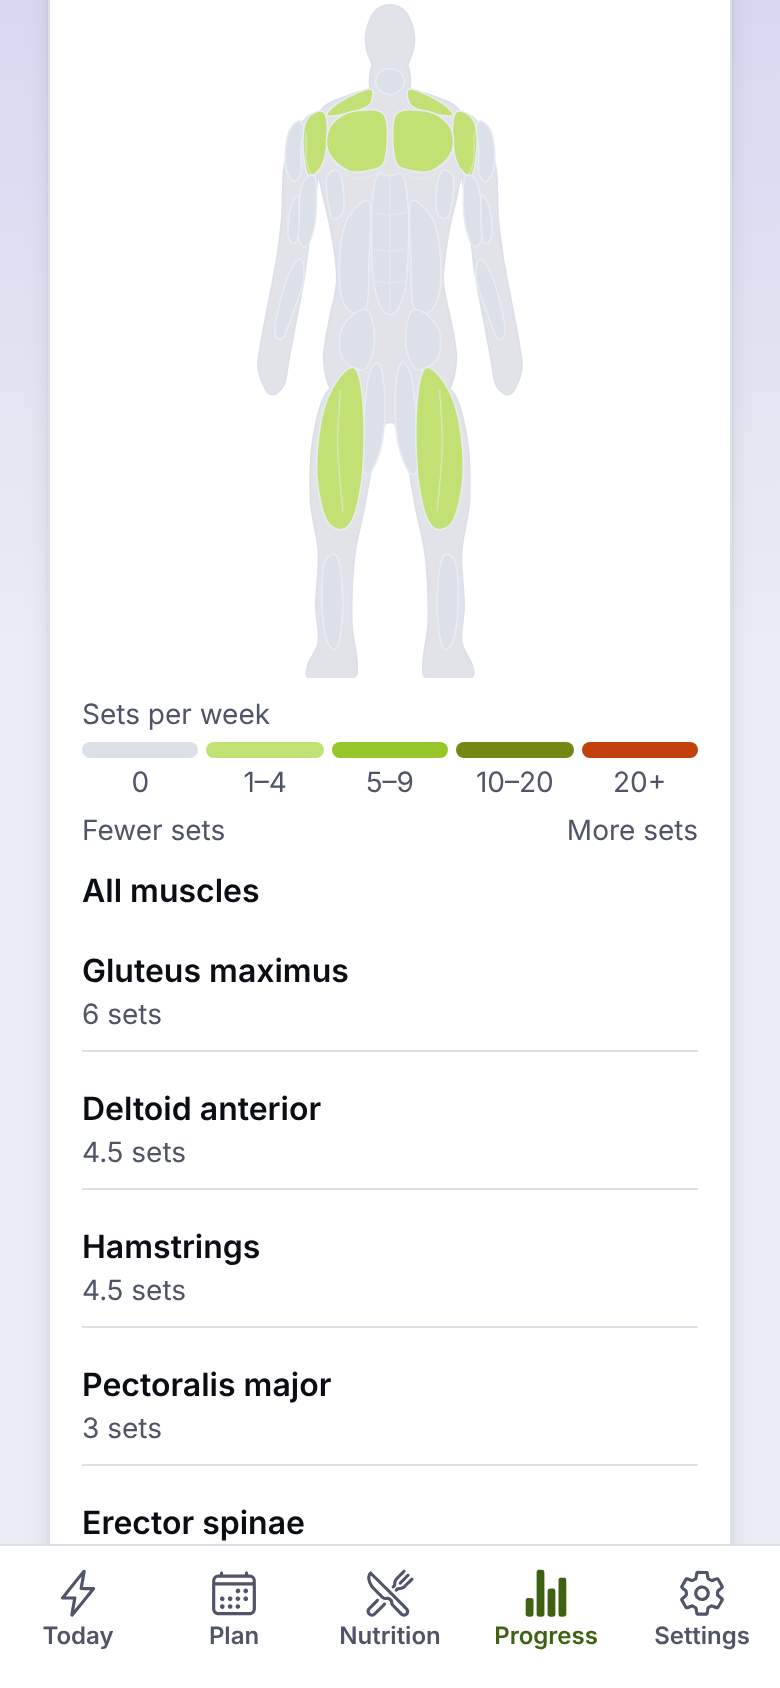 Sets per week
0 1–4 5–9 10–20 20+
Fewer sets More sets
All muscles
Gluteus maximus
6 sets
Deltoid anterior
4.5 sets
Hamstrings
4.5 sets
Pectoralis major
3 sets
Erector spinae
Today Plan Nutrition Progress Settings